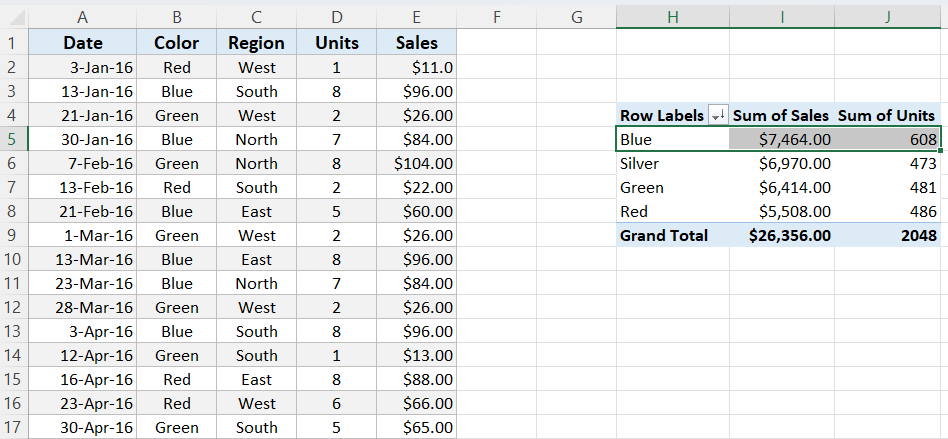 A B C D E F G H I J
1 Date Color Region Units Sales
2 3-Jan-16 Red West 1 $11.0
3 13-Jan-16 Blue South 8 $96.00
4 21-Jan-16 Green West 2 $26.00 Row Labels Sum of Sales Sum of Units
5 30-Jan-16 Blue North 7 $84.00 Blue $7,464.00 608
6 7-Feb-16 Green North 8 $104.00 Silver $6,970.00 473
7 13-Feb-16 Red South 2 $22.00 Green $6,414.00 481
8 21-Feb-16 Blue East 5 $60.00 Red $5,508.00 486
9 1-Mar-16 Green West 2 $26.00 Grand Total $26,356.00 2048
10 13-Mar-16 Blue East 8 $96.00
11 23-Mar-16 Blue North 7 $84.00
12 28-Mar-16 Green West 2 $26.00
13 3-Apr-16 Blue South 8 $96.00
14 12-Apr-16 Green South 1 $13.00
15 16-Apr-16 Red East 8 $88.00
16 23-Apr-16 Red West 6 $66.00
17 30-Apr-16 Green South 5 $65.00